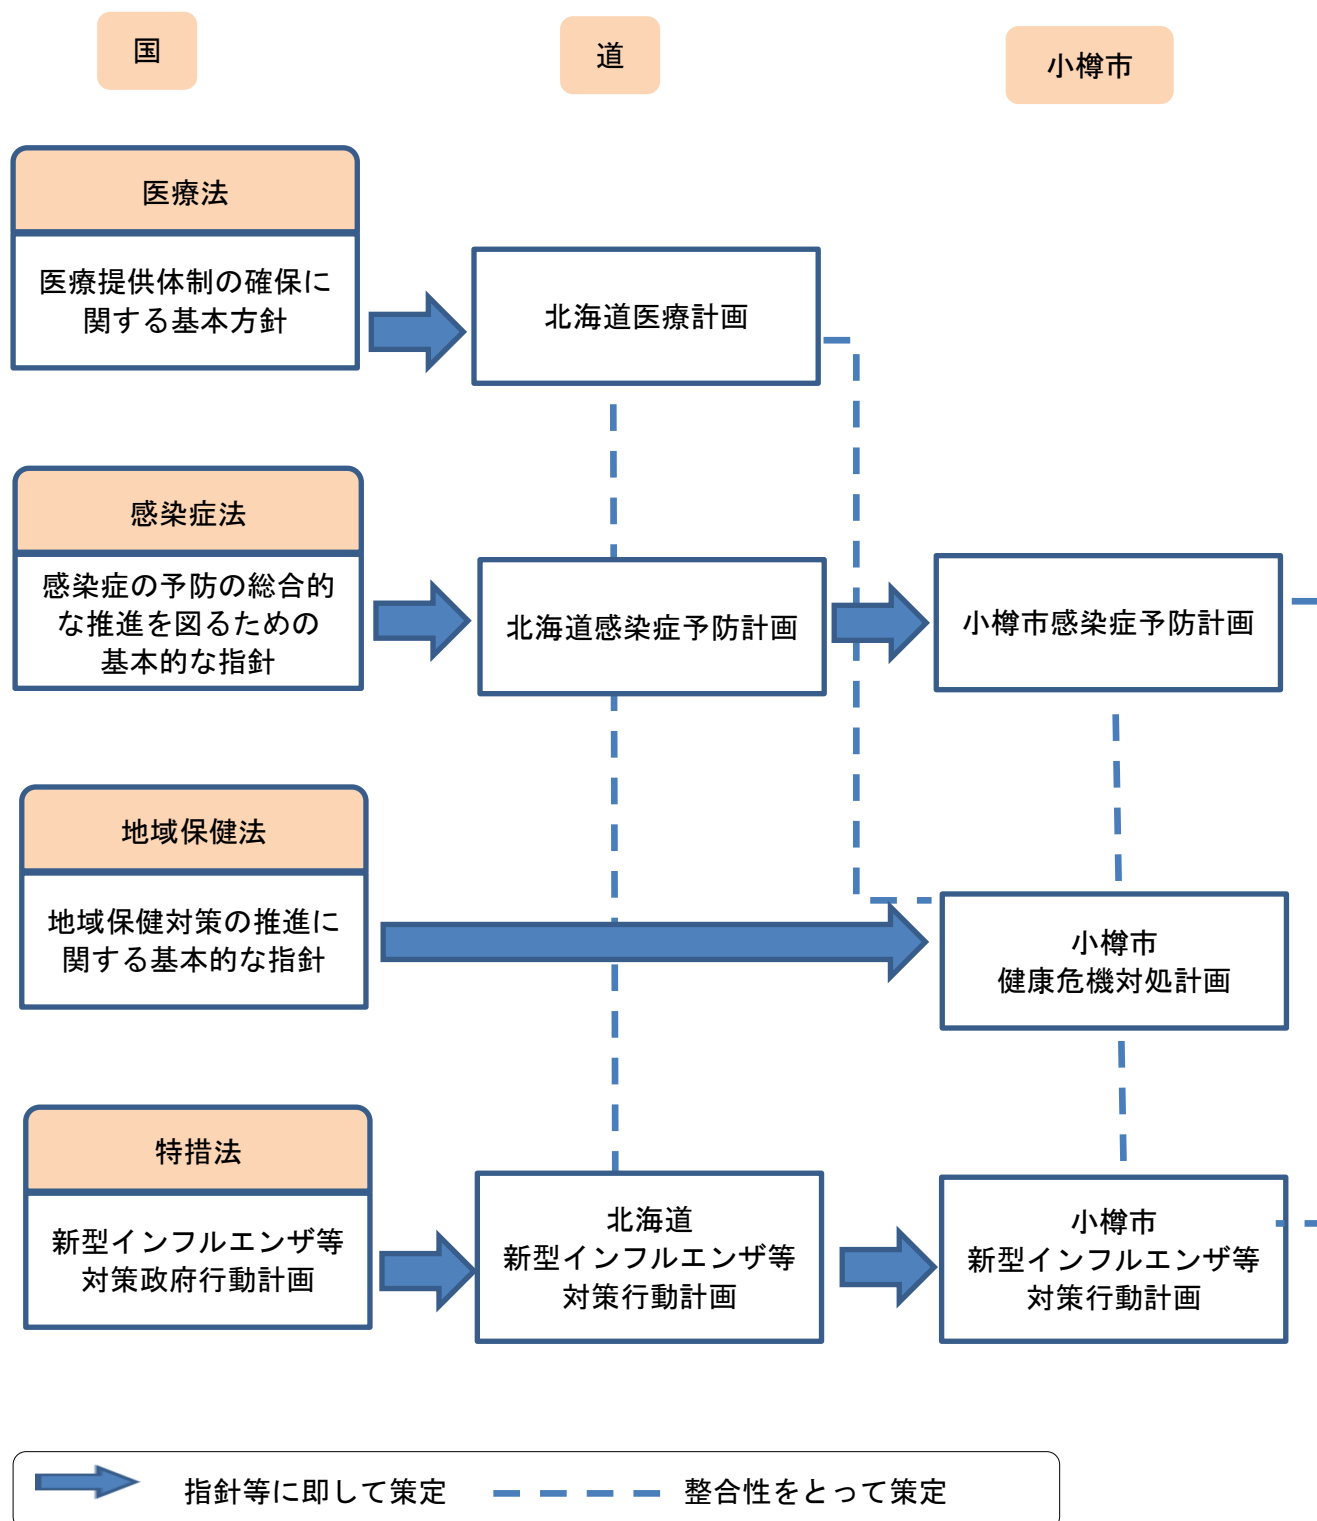 国
道
小樽市
医療法
医療提供体制の確保に
関する基本方針
北海道医療計画
感染症法
感染症の予防の総合的
な推進を図るための
基本的な指針
北海道感染症予防計画
小樽市感染症予防計画
地域保健法
地域保健対策の推進に
関する基本的な指針
小樽市
健康危機対処計画
特措法
新型インフルエンザ等
対策政府行動計画
北海道
新型インフルエンザ等
対策行動計画
小樽市
新型インフルエンザ等
対策行動計画
指針等に即して策定
整合性をとって策定